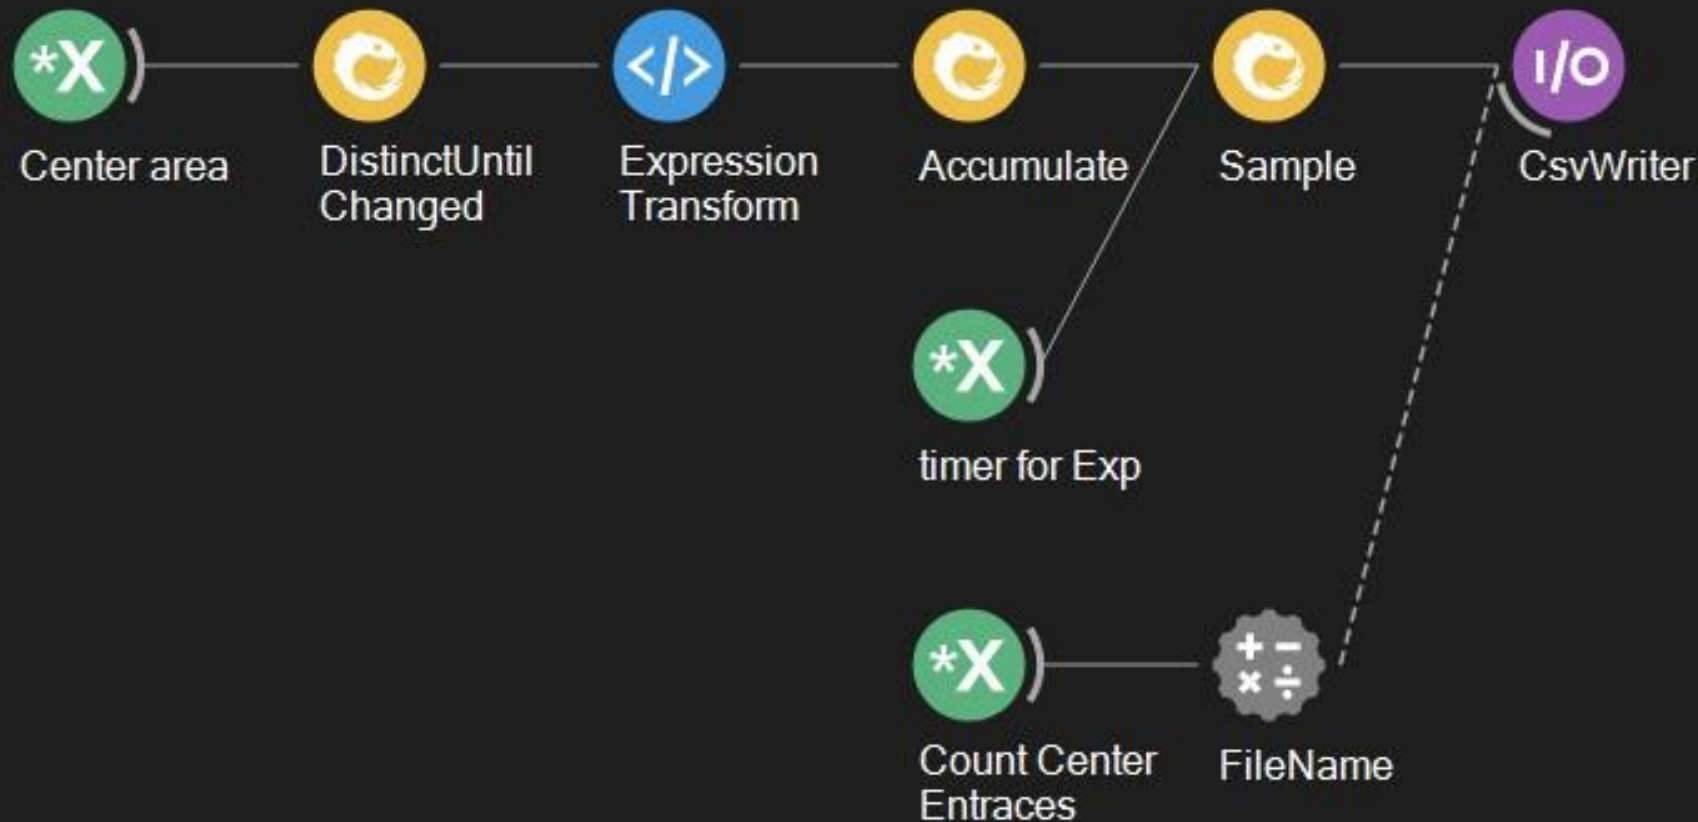 *X
</>
I/O
Center area
DistinctUntil
Changed
Expression
Transform
Accumulate
Sample
CsvWriter
*X
timer for Exp
*X
+ −
× ÷
Count Center
Entraces
FileName